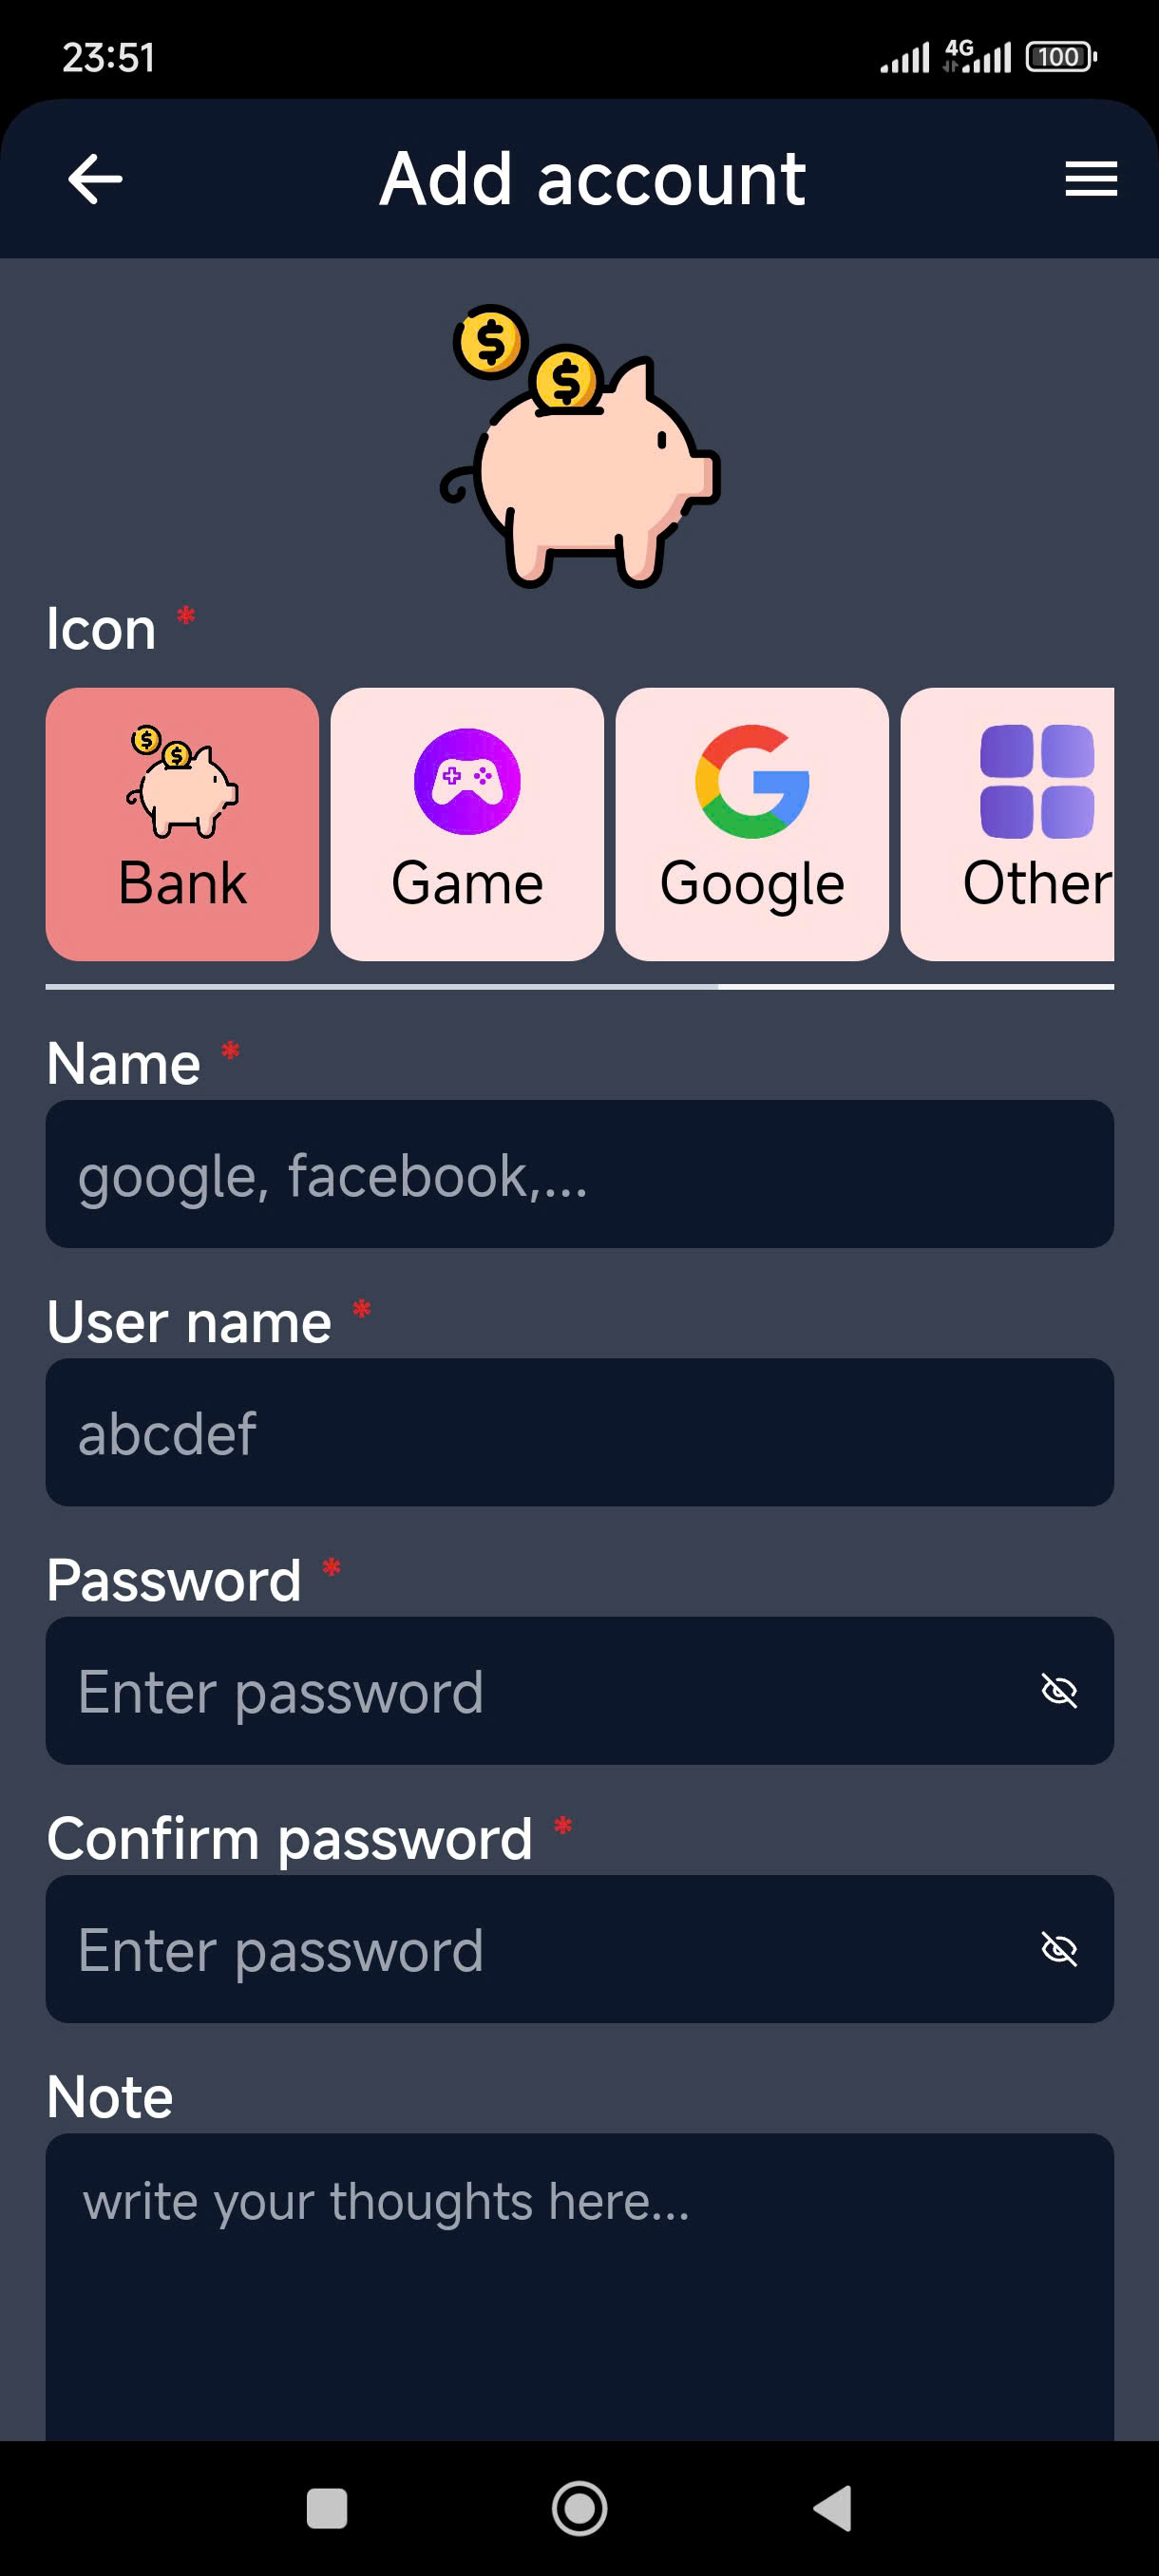 23:51
4G
100
Add account
Icon *
Bank
Game
Google
Other
Name *
google, facebook,...
User name *
abcdef
Password *
Enter password
Confirm password *
Enter password
Note
write your thoughts here...